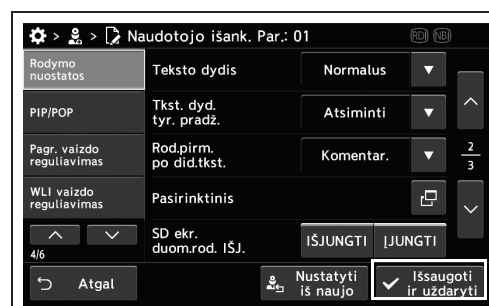 > > Naudotojo išank. Par.: 01 RDI NBI
Rodymo
nuostatos
PIP/POP
Pagr. vaizdo
reguliavimas
WLI vaizdo
reguliavimas
4/6
Teksto dydis Normalus
Tkst. dyd.
tyr. pradž. Atsiminti
Rod.pirm.
po did.tkst. Komentar.
Pasirinktinis
SD ekr.
duom.rod. IŠJ. IŠJUNGTI ĮJUNGTI
2
3
Atgal
Nustatyti
iš naujo
Išsaugoti
ir uždaryti